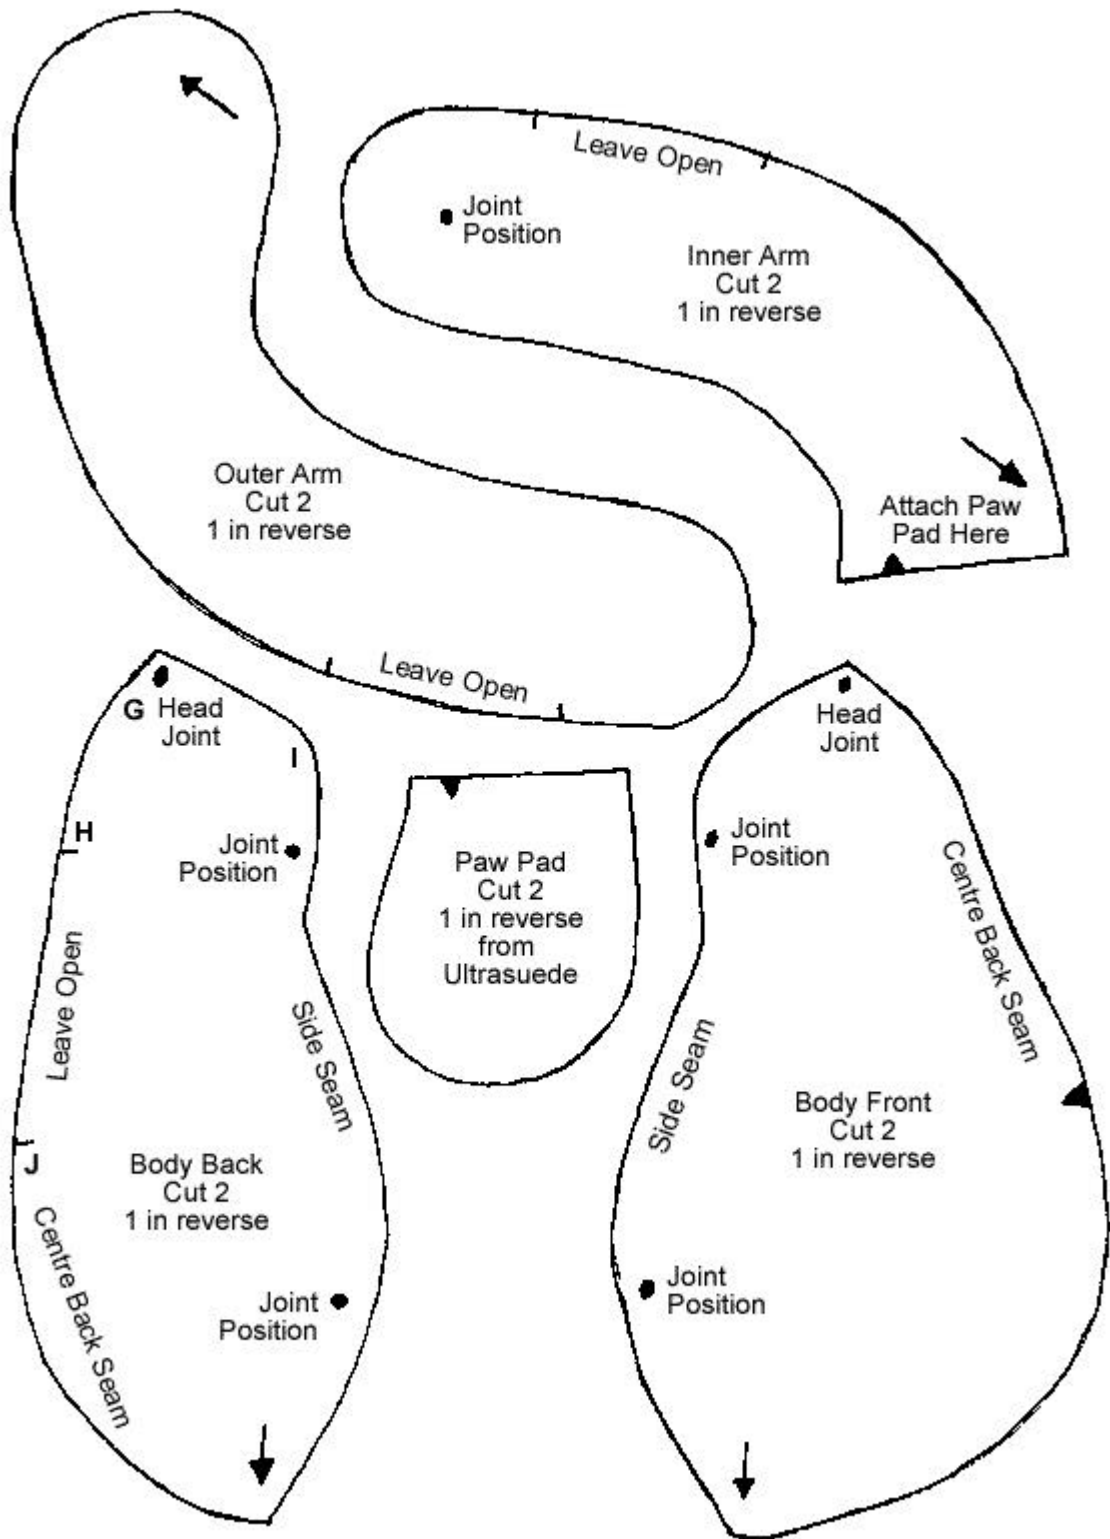 Leave Open
Joint
Position
Inner Arm
Cut 2
1 in reverse
Attach Paw
Pad Here
Outer Arm
Cut 2
1 in reverse
Leave Open
G Head
Joint
I
H
Joint
Position
Leave Open
Side Seam
J
Body Back
Cut 2
1 in reverse
Centre Back Seam
Joint
Position
Paw Pad
Cut 2
1 in reverse
from
Ultrasuede
Head
Joint
Joint
Position
Centre Back Seam
Side Seam
Body Front
Cut 2
1 in reverse
Joint
Position